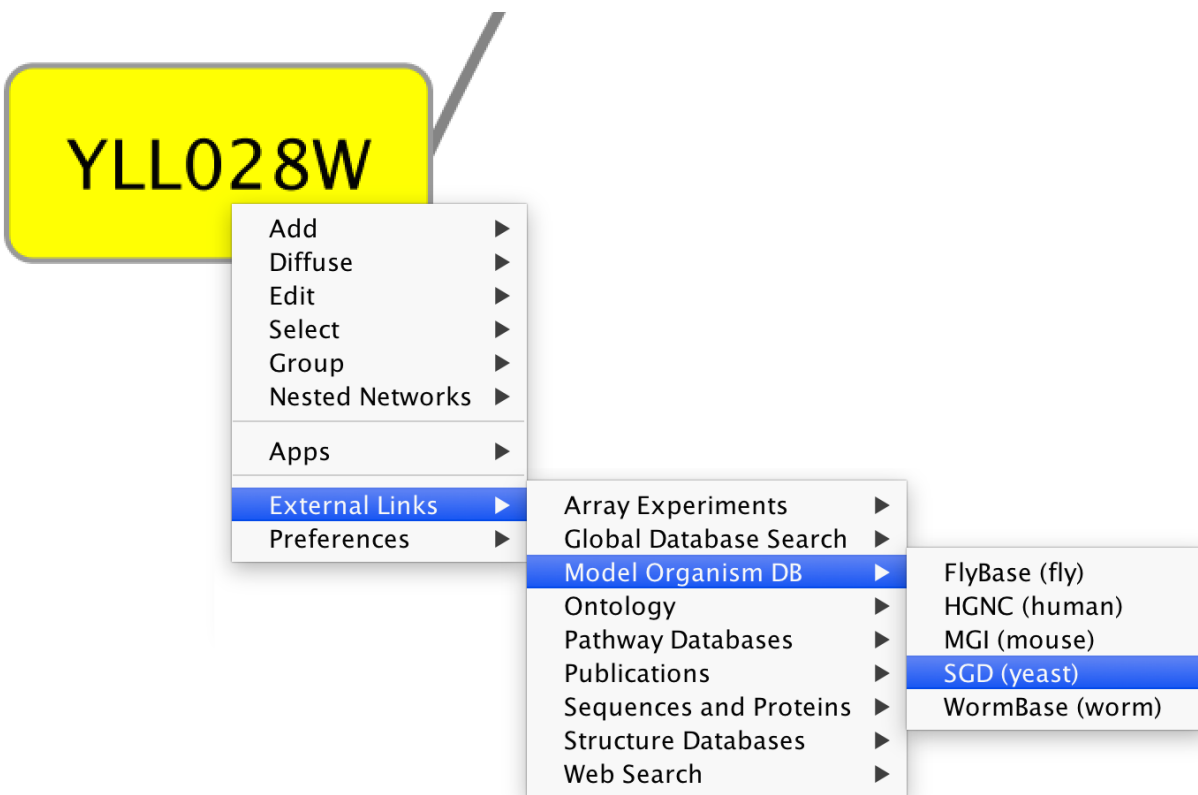 YLL028W
Add
Diffuse
Edit
Select
Group
Nested Networks
Apps
External Links
Preferences
Array Experiments
Global Database Search
Model Organism DB
Ontology
Pathway Databases
Publications
Sequences and Proteins
Structure Databases
Web Search
FlyBase (fly)
HGNC (human)
MGI (mouse)
SGD (yeast)
WormBase (worm)